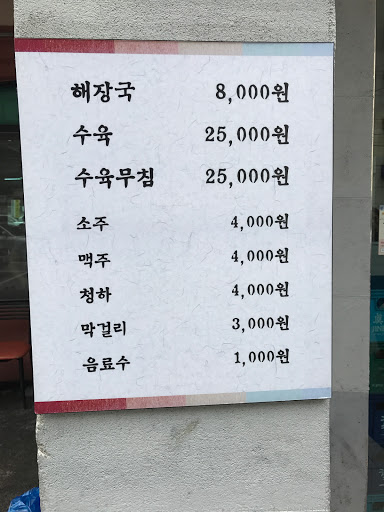 해장국 8,000원
수육 25,000원
수육무침 25,000원
소주 4,000원
맥주 4,000원
청하 4,000원
막걸리 3,000원
음료수 1,000원